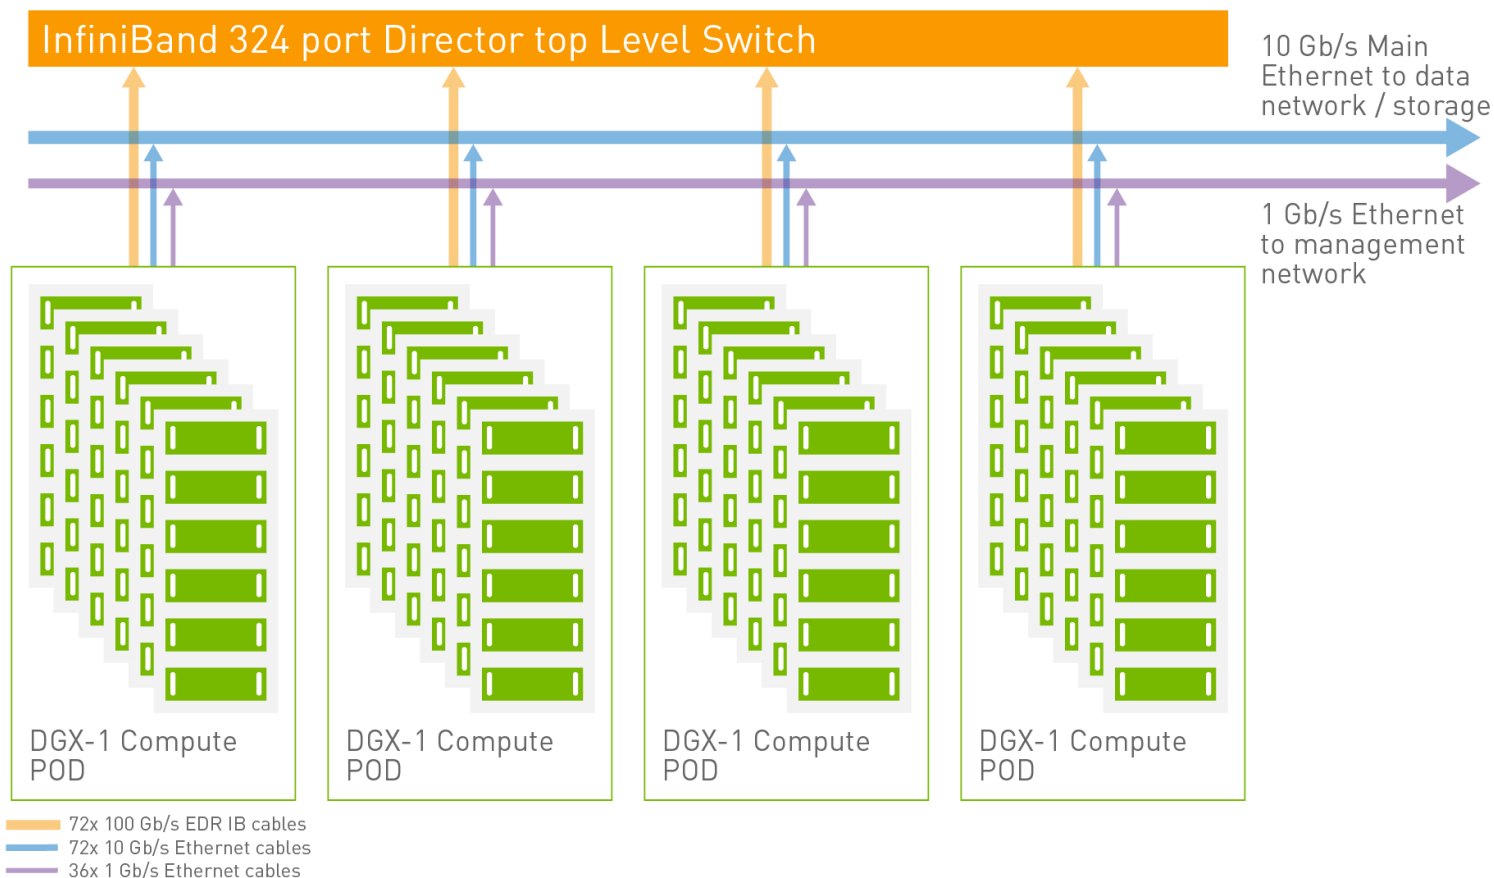 InfiniBand 324 port Director top Level Switch
10 Gb/s Main
Ethernet to data
network / storage
1 Gb/s Ethernet
to management
network
DGX-1 Compute
POD
DGX-1 Compute
POD
DGX-1 Compute
POD
DGX-1 Compute
POD
72x 100 Gb/s EDR IB cables
72x 10 Gb/s Ethernet cables
36x 1 Gb/s Ethernet cables